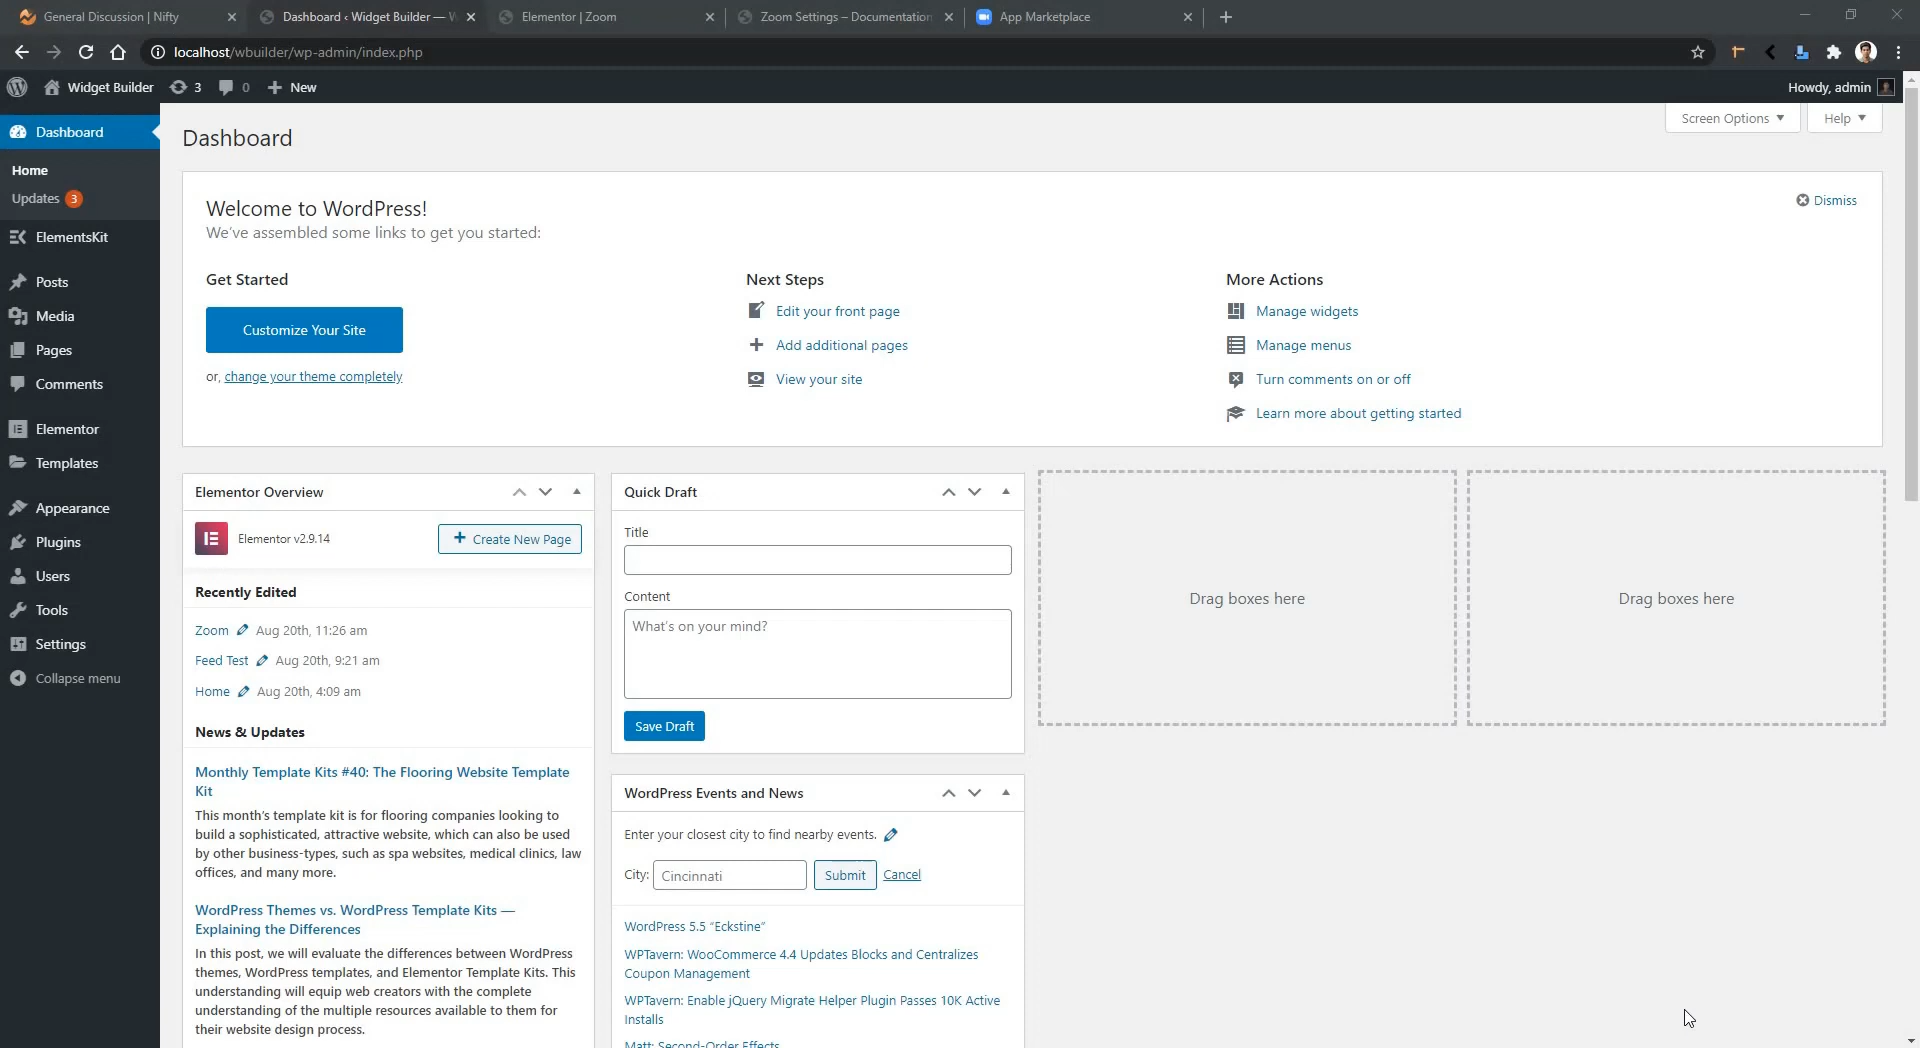 General Discussion | Nifty
Dashboard ‹ Widget Builder — W
Elementor | Zoom
Zoom Settings – Documentation
App Marketplace
localhost/wbuilder/wp-admin/index.php
Widget Builder
3
0
New
Howdy, admin
Dashboard
Home
Updates 3
ElementsKit
Posts
Media
Pages
Comments
Elementor
Templates
Appearance
Plugins
Users
Tools
Settings
Collapse menu
Dashboard
Screen Options
Help
Welcome to WordPress!
We've assembled some links to get you started:
Dismiss
Get Started
Customize Your Site
or, change your theme completely
Next Steps
Edit your front page
Add additional pages
View your site
More Actions
Manage widgets
Manage menus
Turn comments on or off
Learn more about getting started
Elementor Overview
Elementor v2.9.14
Create New Page
Recently Edited
Zoom Aug 20th, 11:26 am
Feed Test Aug 20th, 9:21 am
Home Aug 20th, 4:09 am
News & Updates
Monthly Template Kits #40: The Flooring Website Template
Kit
This month's template kit is for flooring companies looking to
build a sophisticated, attractive website, which can also be used
by other business-types, such as spa websites, medical clinics, law
offices, and many more.
WordPress Themes vs. WordPress Template Kits —
Explaining the Differences
In this post, we will evaluate the differences between WordPress
themes, WordPress templates, and Elementor Template Kits. This
understanding will equip web creators with the complete
understanding of the multiple resources available to them for
their website design process.
Quick Draft
Title
Content
What's on your mind?
Save Draft
WordPress Events and News
Enter your closest city to find nearby events.
City: Cincinnati Submit Cancel
WordPress 5.5 “Eckstine”
WPTavern: WooCommerce 4.4 Updates Blocks and Centralizes
Coupon Management
WPTavern: Enable jQuery Migrate Helper Plugin Passes 10K Active
Installs
Matt: Second-Order Effects
Drag boxes here
Drag boxes here